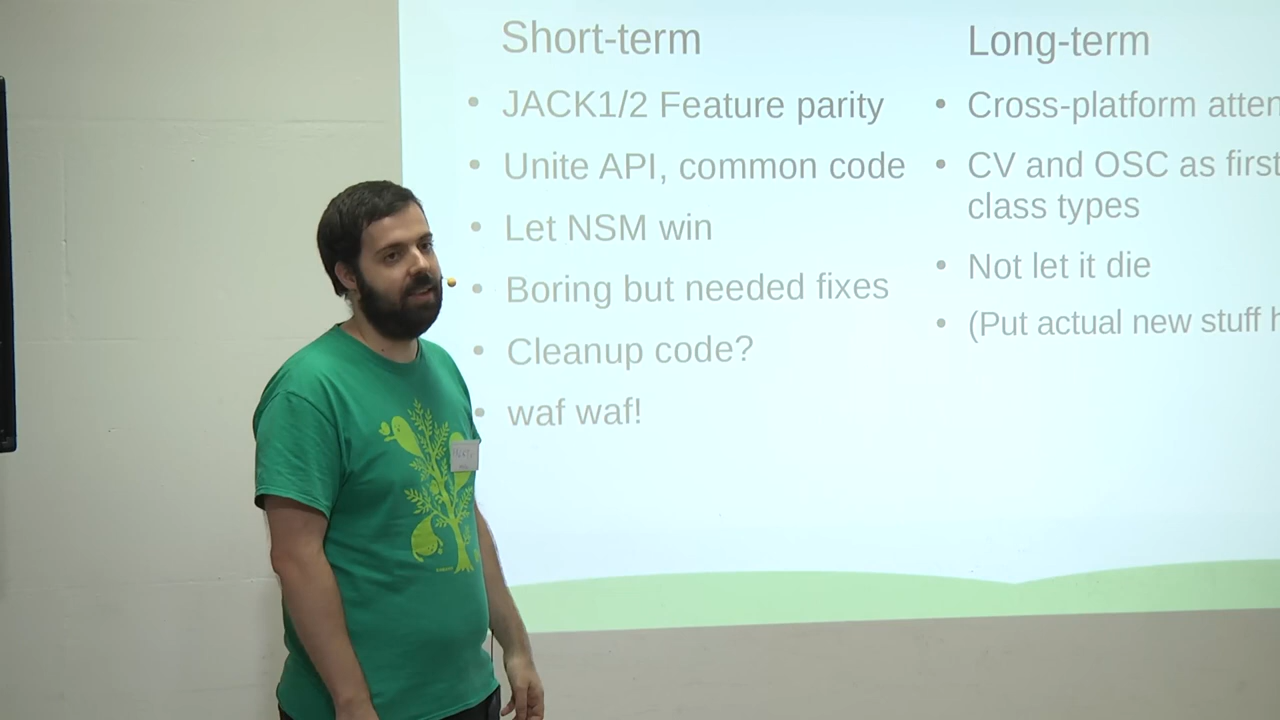 Short-term
• JACK1/2 Feature parity
• Unite API, common code
• Let NSM win
• Boring but needed fixes
• Cleanup code?
• waf waf!
Long-term
• Cross-platform
• CV and OSC as first
class types
• Not let it die
• (Put actual new stuff